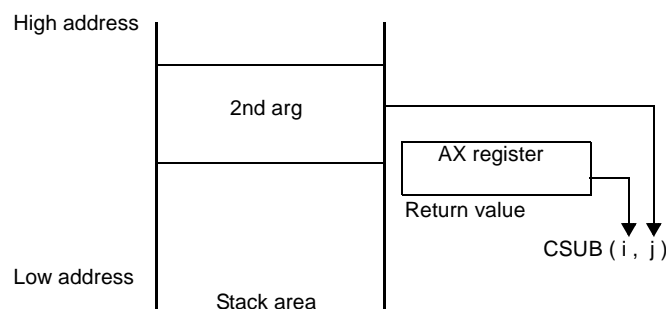 High address
2nd arg
AX register
Return value
CSUB ( i , j )
Low address
Stack area